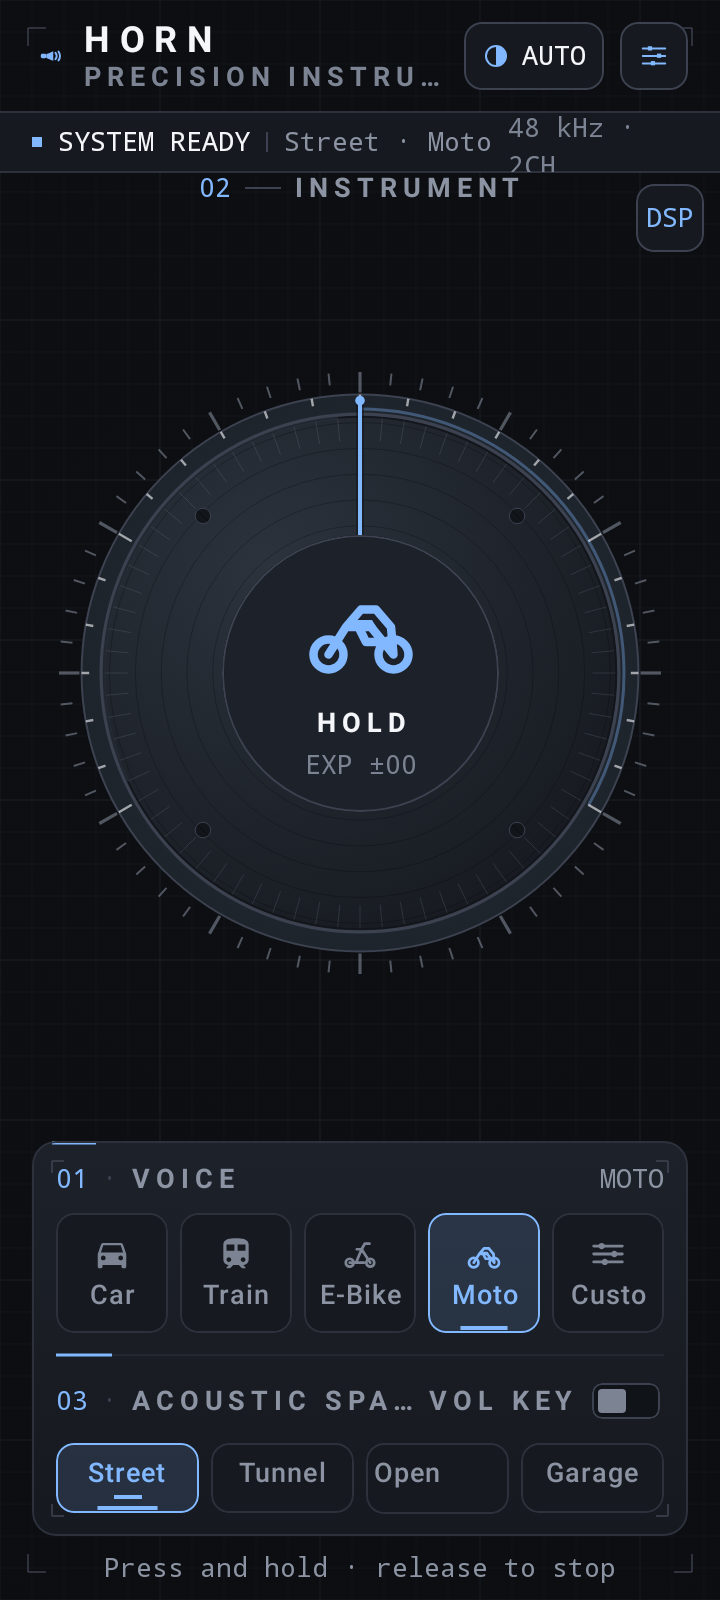 HORN
PRECISION INSTRU…
AUTO
SYSTEM READY
Street · Moto
48 kHz ·
2CH
02 — INSTRUMENT
DSP
HOLD
EXP ±00
01 · VOICE
MOTO
Car
Train
E-Bike
Moto
Custo
03 · ACOUSTIC SPA…
VOL KEY
Street
Tunnel
Open
Garage
Press and hold · release to stop